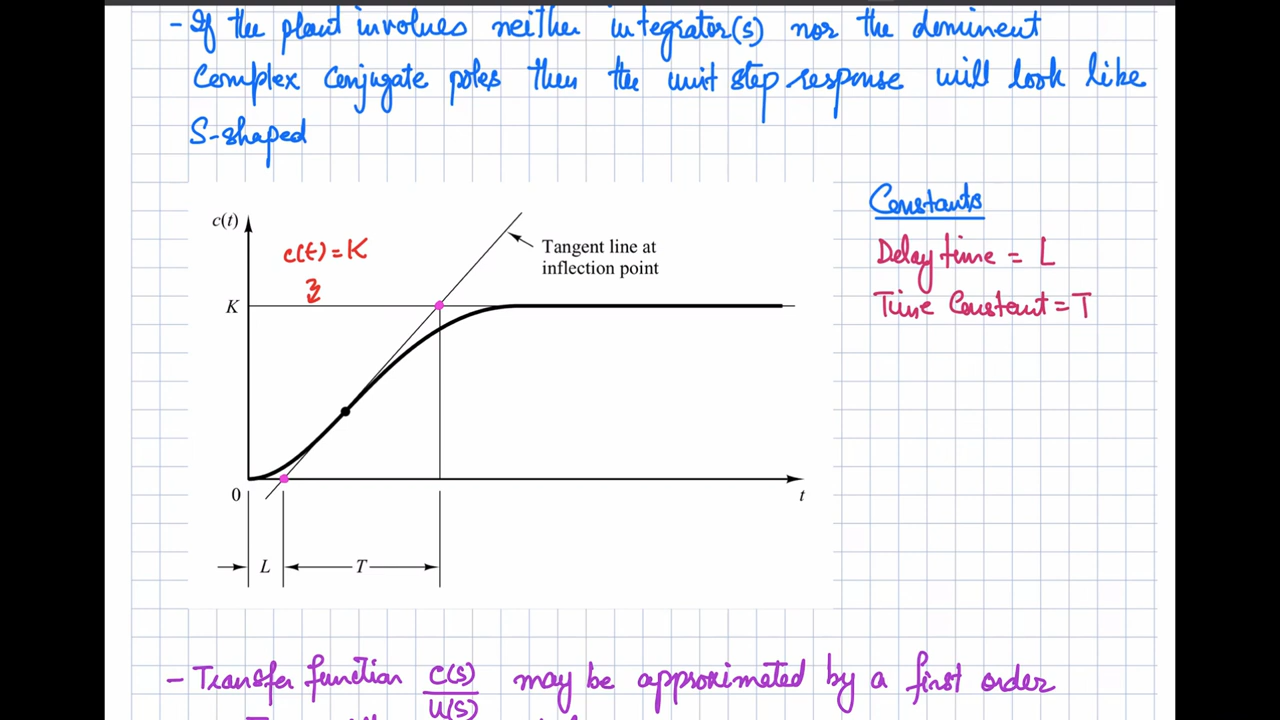 - If the plant involves neither integrator(s) nor the dominent
Complex Conjugate poles then the unit step response will look like
S-shaped
c(t)
c(t) = K
Tangent line at
inflection point
K
0
t
L
T
Constants
Delay time = L
Time Constant = T
- Transfer function C(s)/U(s) may be approximated by a first order